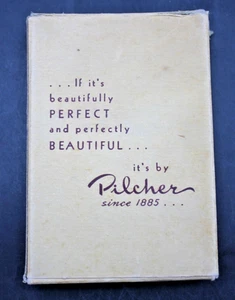 . . . If it's
beautifully
PERFECT
and perfectly
BEAUTIFUL . . .
it's by
Pilcher
since 1885 . . .